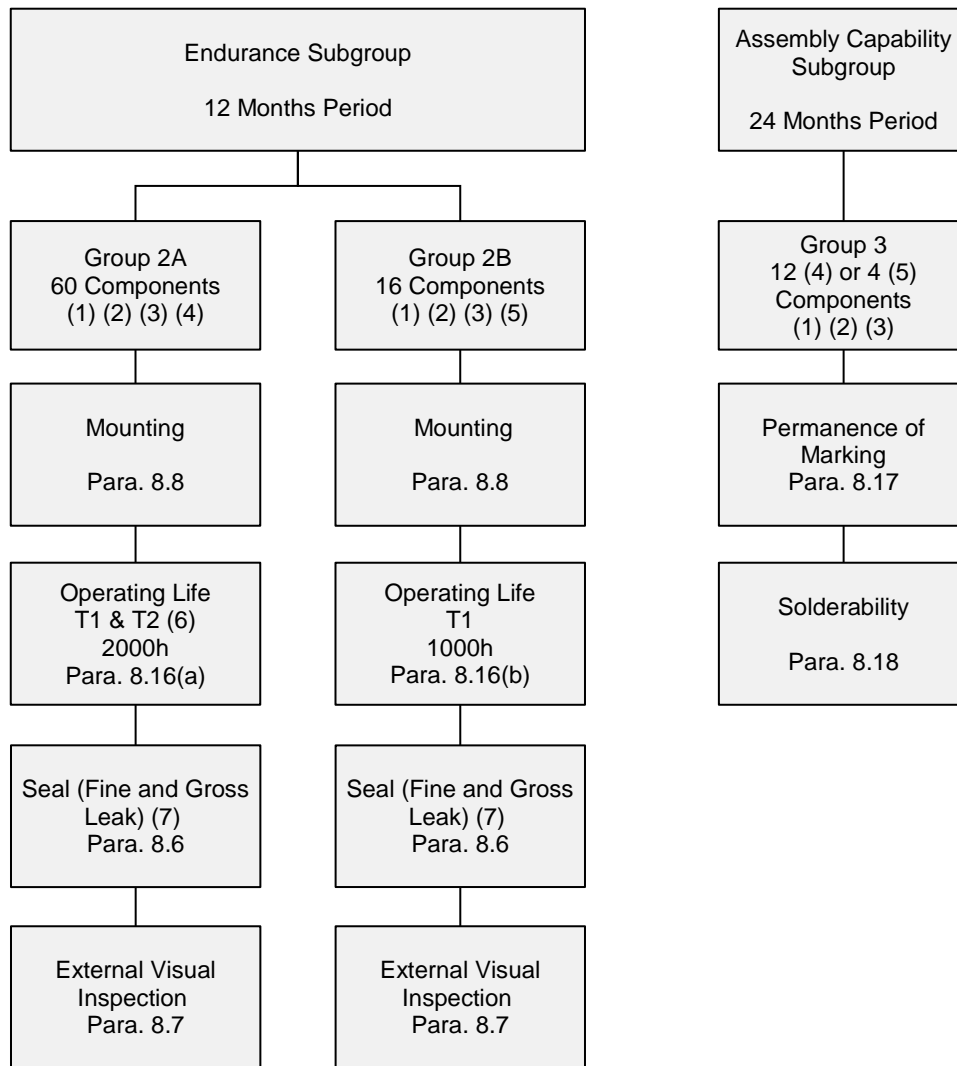 Endurance Subgroup
12 Months Period
Group 2A
60 Components
(1) (2) (3) (4)
Mounting
Para. 8.8
Operating Life
T1 & T2 (6)
2000h
Para. 8.16(a)
Seal (Fine and Gross
Leak) (7)
Para. 8.6
External Visual
Inspection
Para. 8.7
Group 2B
16 Components
(1) (2) (3) (5)
Mounting
Para. 8.8
Operating Life
T1
1000h
Para. 8.16(b)
Seal (Fine and Gross
Leak) (7)
Para. 8.6
External Visual
Inspection
Para. 8.7
Assembly Capability
Subgroup
24 Months Period
Group 3
12 (4) or 4 (5)
Components
(1) (2) (3)
Permanence of
Marking
Para. 8.17
Solderability
Para. 8.18